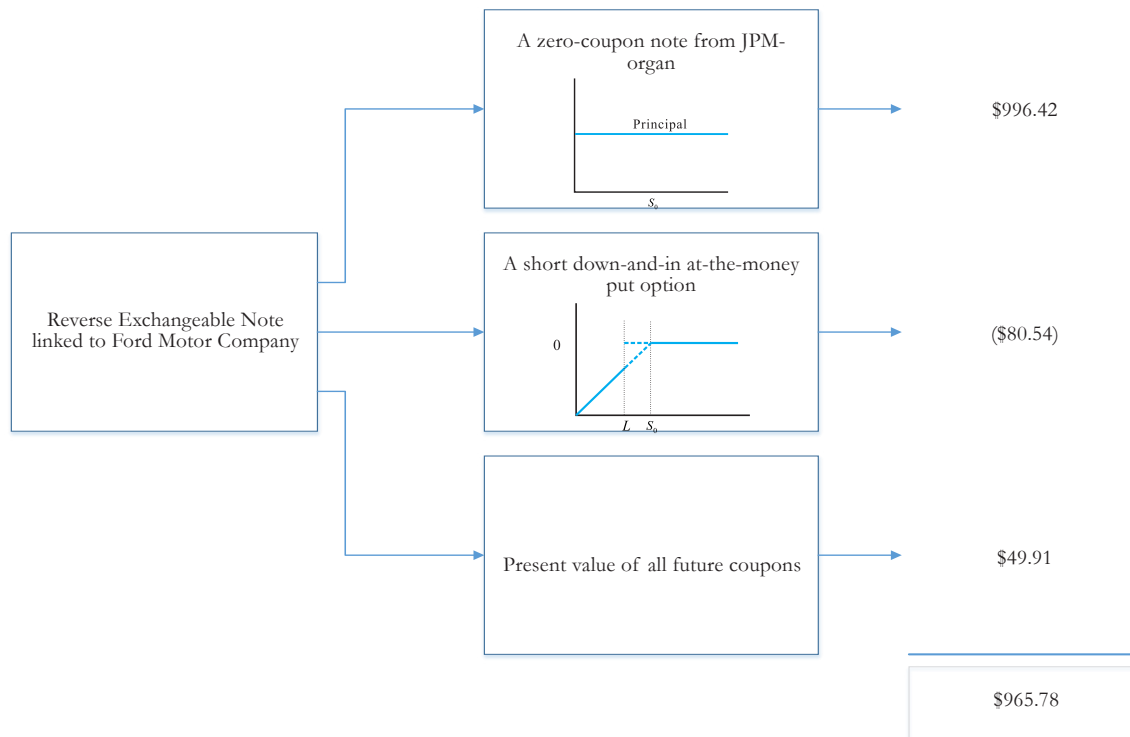 A zero-coupon note from JPM-
organ
Principal
S₀
$996.42
Reverse Exchangeable Note
linked to Ford Motor Company
A short down-and-in at-the-money
put option
0
L S₀
($80.54)
Present value of all future coupons
$49.91
$965.78